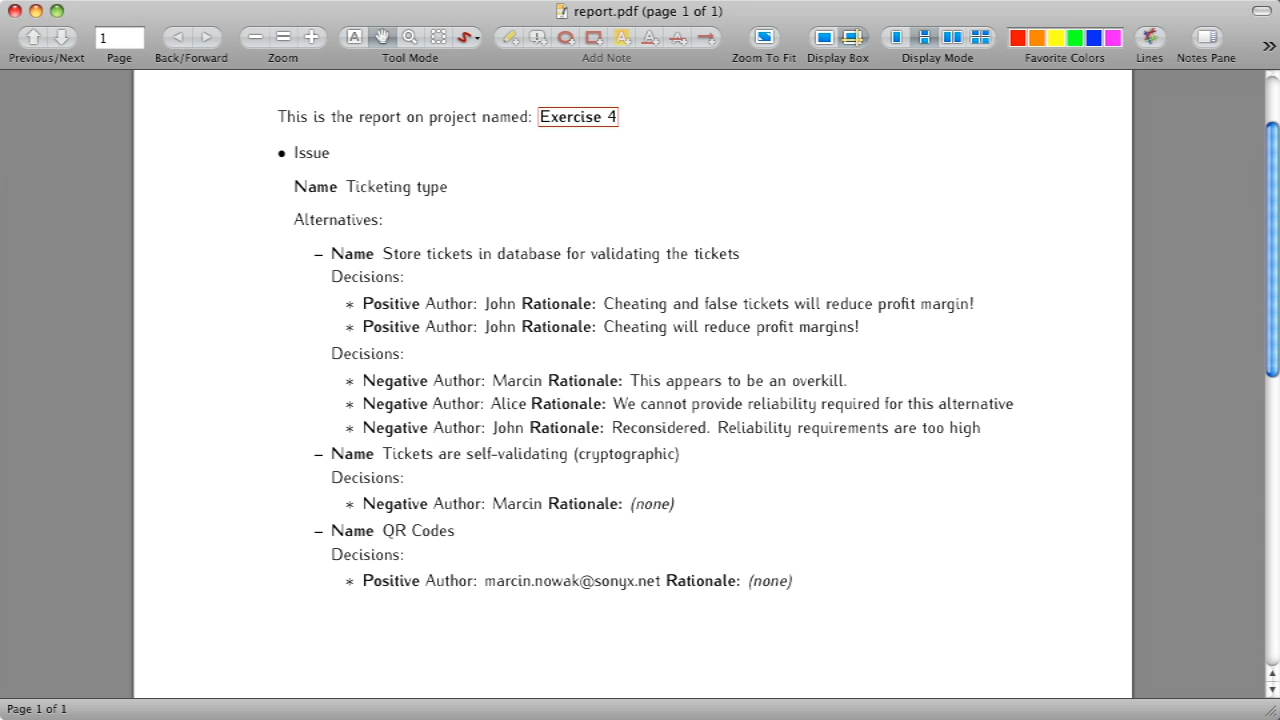 report.pdf (page 1 of 1)
1
Previous/Next Page Back/Forward Zoom Tool Mode Add Note Zoom To Fit Display Box Display Mode Favorite Colors Lines Notes Pane
This is the report on project named: Exercise 4
• Issue
Name Ticketing type
Alternatives:
– Name Store tickets in database for validating the tickets
Decisions:
* Positive Author: John Rationale: Cheating and false tickets will reduce profit margin!
* Positive Author: John Rationale: Cheating will reduce profit margins!
Decisions:
* Negative Author: Marcin Rationale: This appears to be an overkill.
* Negative Author: Alice Rationale: We cannot provide reliability required for this alternative
* Negative Author: John Rationale: Reconsidered. Reliability requirements are too high
– Name Tickets are self-validating (cryptographic)
Decisions:
* Negative Author: Marcin Rationale: (none)
– Name QR Codes
Decisions:
* Positive Author: marcin.nowak@sonyx.net Rationale: (none)
Page 1 of 1